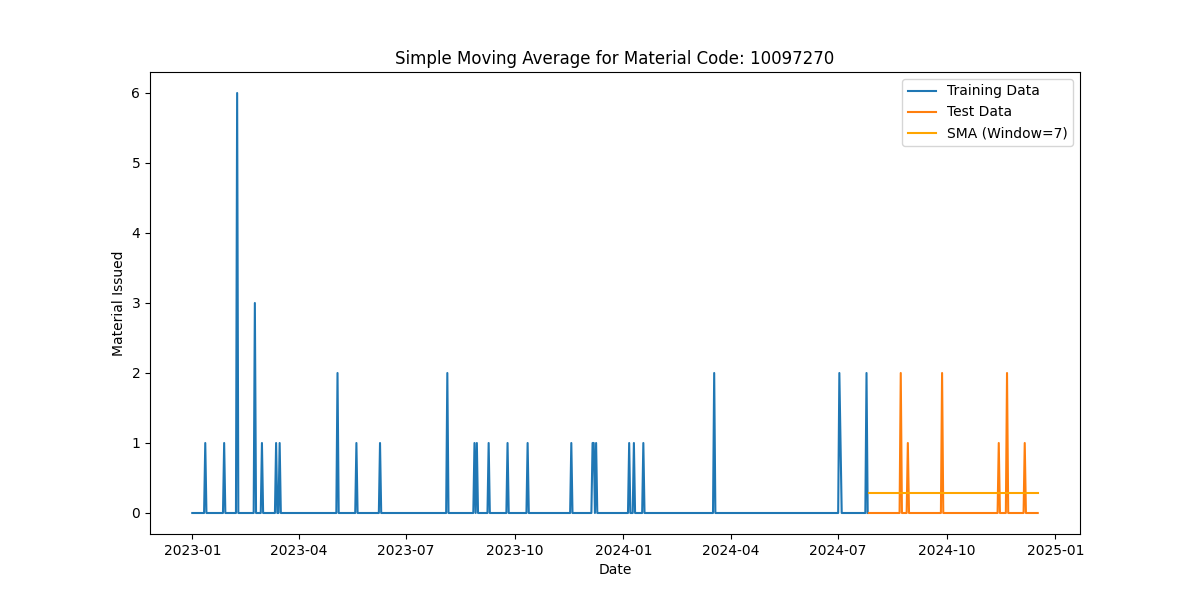 Simple Moving Average for Material Code: 10097270
Training Data
Test Data
SMA (Window=7)
Material Issued
6
5
4
3
2
1
0
2023-01 2023-04 2023-07 2023-10 2024-01 2024-04 2024-07 2024-10 2025-01
Date